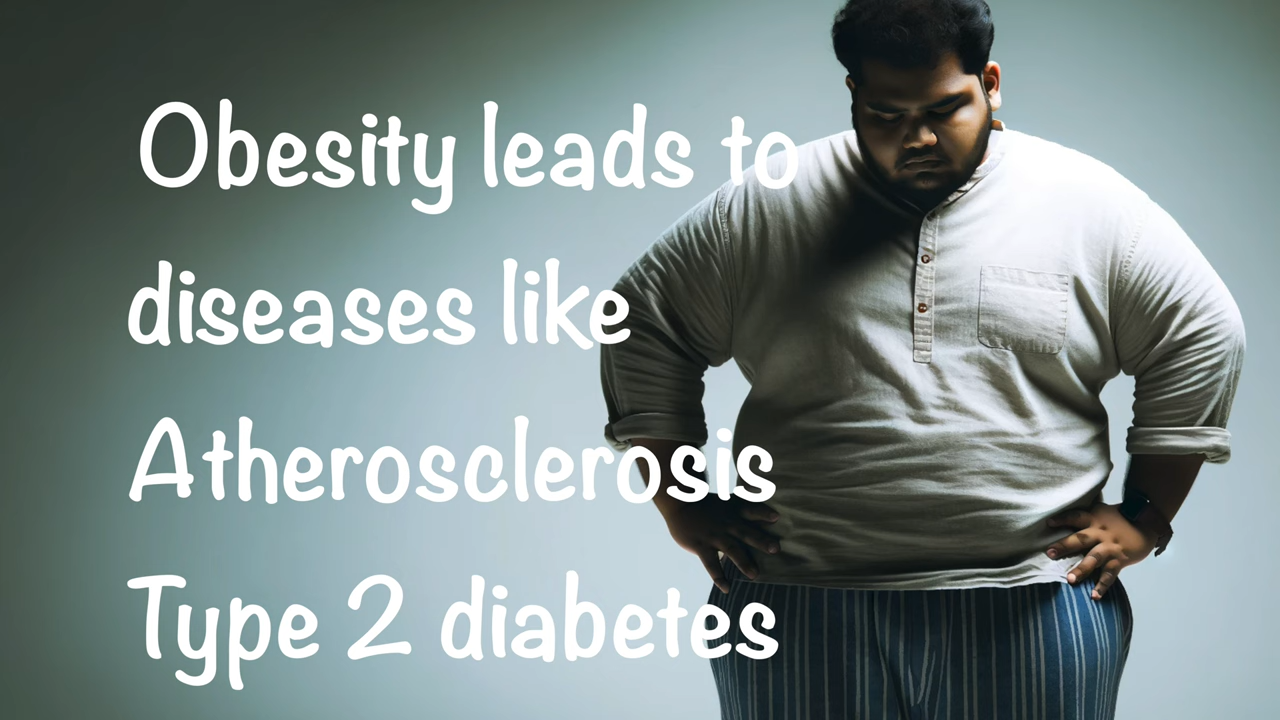 Obesity leads to
diseases like
Atherosclerosis
Type 2 diabetes